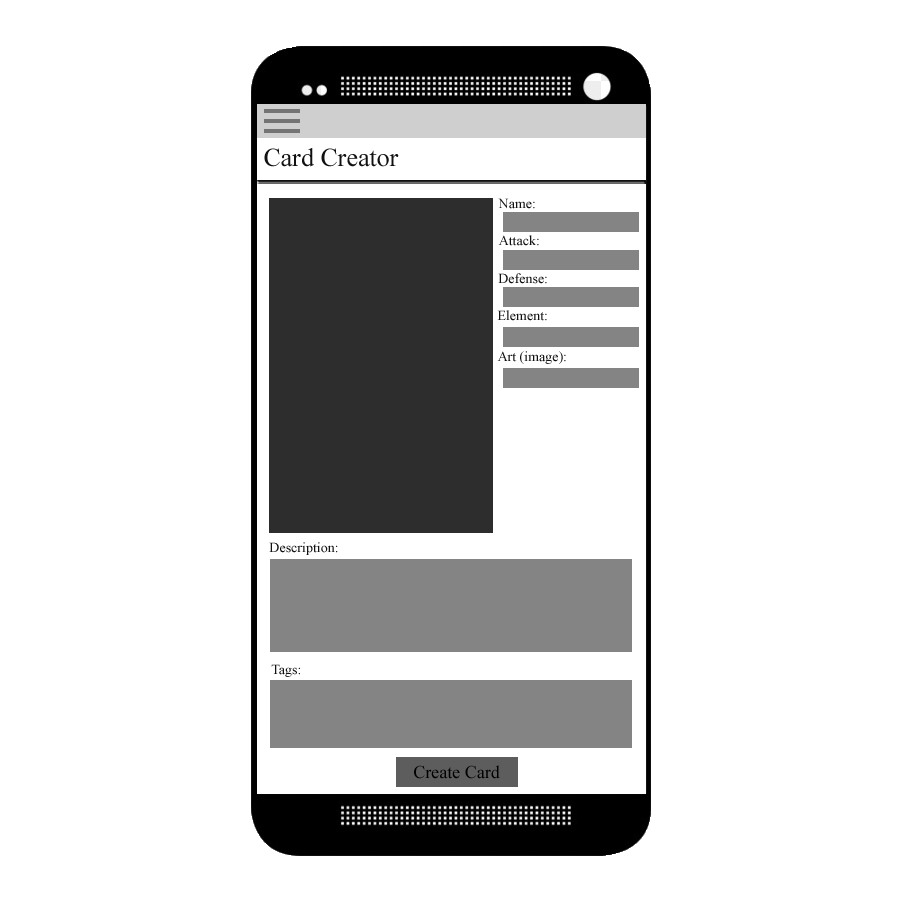 Card Creator
Name:
Attack:
Defense:
Element:
Art (image):
Description:
Tags:
Create Card